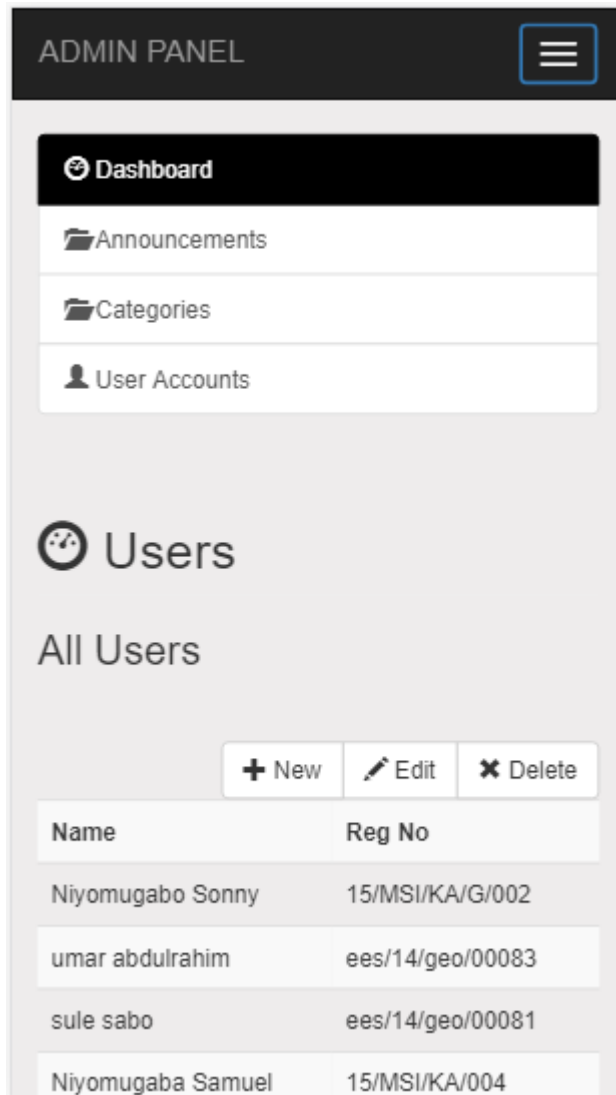 ADMIN PANEL
Dashboard
Announcements
Categories
User Accounts
Users
All Users
New Edit Delete
Name Reg No
Niyomugabo Sonny 15/MSI/KA/G/002
umar abdulrahim ees/14/geo/00083
sule sabo ees/14/geo/00081
Niyomugaba Samuel 15/MSI/KA/004